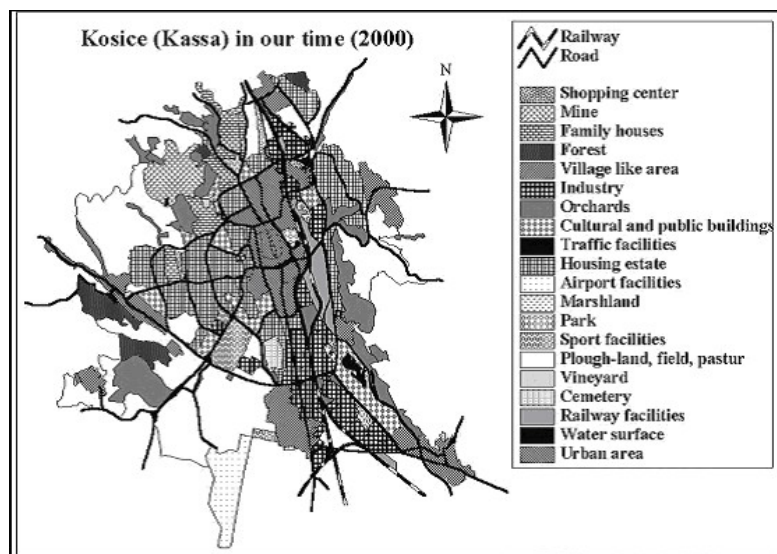 Kosice (Kassa) in our time (2000)
N
Railway
Road
Shopping center
Mine
Family houses
Forest
Village like area
Industry
Orchards
Cultural and public buildings
Traffic facilities
Housing estate
Airport facilities
Marshland
Park
Sport facilities
Plough-land, field, pastur
Vineyard
Cemetery
Railway facilities
Water surface
Urban area